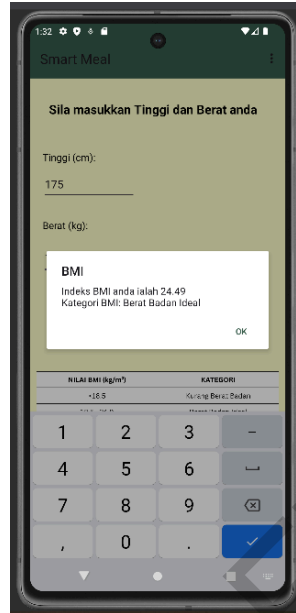 1:32
Smart Meal
Sila masukkan Tinggi dan Berat anda
Tinggi (cm):
175
Berat (kg):
BMI
Indeks BMI anda ialah 24.49
Kategori BMI: Berat Badan Ideal
OK
NILAI BMI (kg/m²) KATEGORI
<18.5 Kurang Berat Badan
1 2 3 -
4 5 6
7 8 9
, 0 .